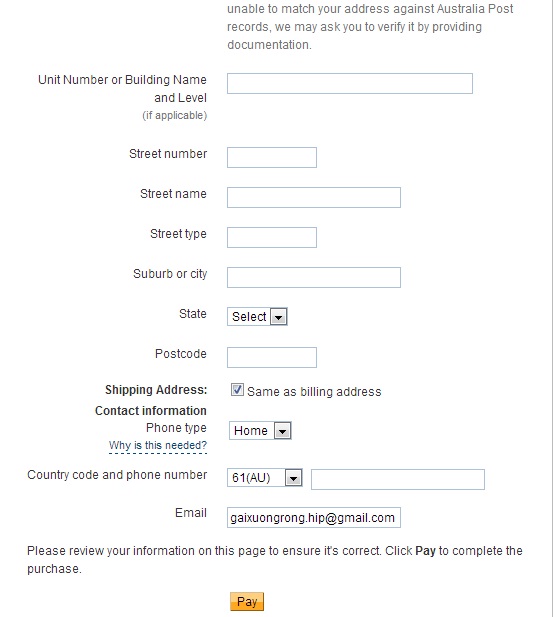 unable to match your address against Australia Post
records, we may ask you to verify it by providing
documentation.
Unit Number or Building Name
and Level
(if applicable)
Street number
Street name
Street type
Suburb or city
State Select
Postcode
Shipping Address: Same as billing address
Contact information
Phone type Home
Why is this needed?
Country code and phone number 61(AU)
Email gaixuongrong.hip@gmail.com
Please review your information on this page to ensure it's correct. Click Pay to complete the
purchase.
Pay